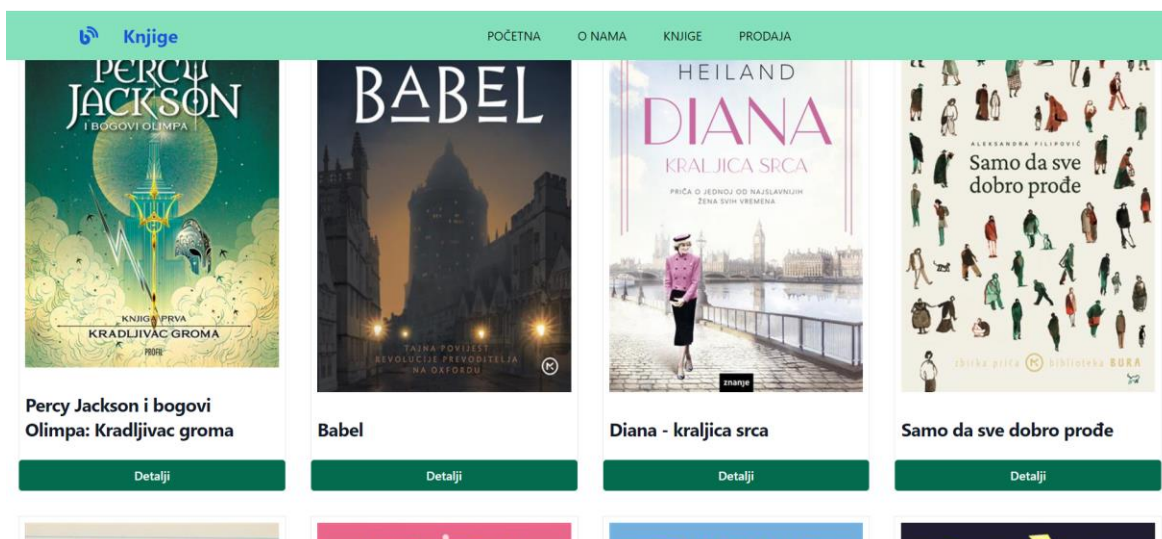 Knjige
POČETNA
O NAMA
KNJIGE
PRODAJA
PERCY
JACKSON
I BOGOVI OLIMPA
KNJIGA PRVA
KRADLJIVAC GROMA
PROFIL
BABEL
TAJNA POVIJEST
REVOLUCIJE PREVODITELJA
NA OXFORDU
HEILAND
DIANA
KRALJICA SRCA
PRIČA O JEDNOJ OD NAJSLAVNIJIH
ŽENA SVIH VREMENA
znanje
ALEKSANDRA FILIPOVIĆ
Samo da sve
dobro prođe
zbirka priča
biblioteka BURA
Percy Jackson i bogovi
Olimpa: Kradljivac groma
Babel
Diana - kraljica srca
Samo da sve dobro prođe
Detalji
Detalji
Detalji
Detalji